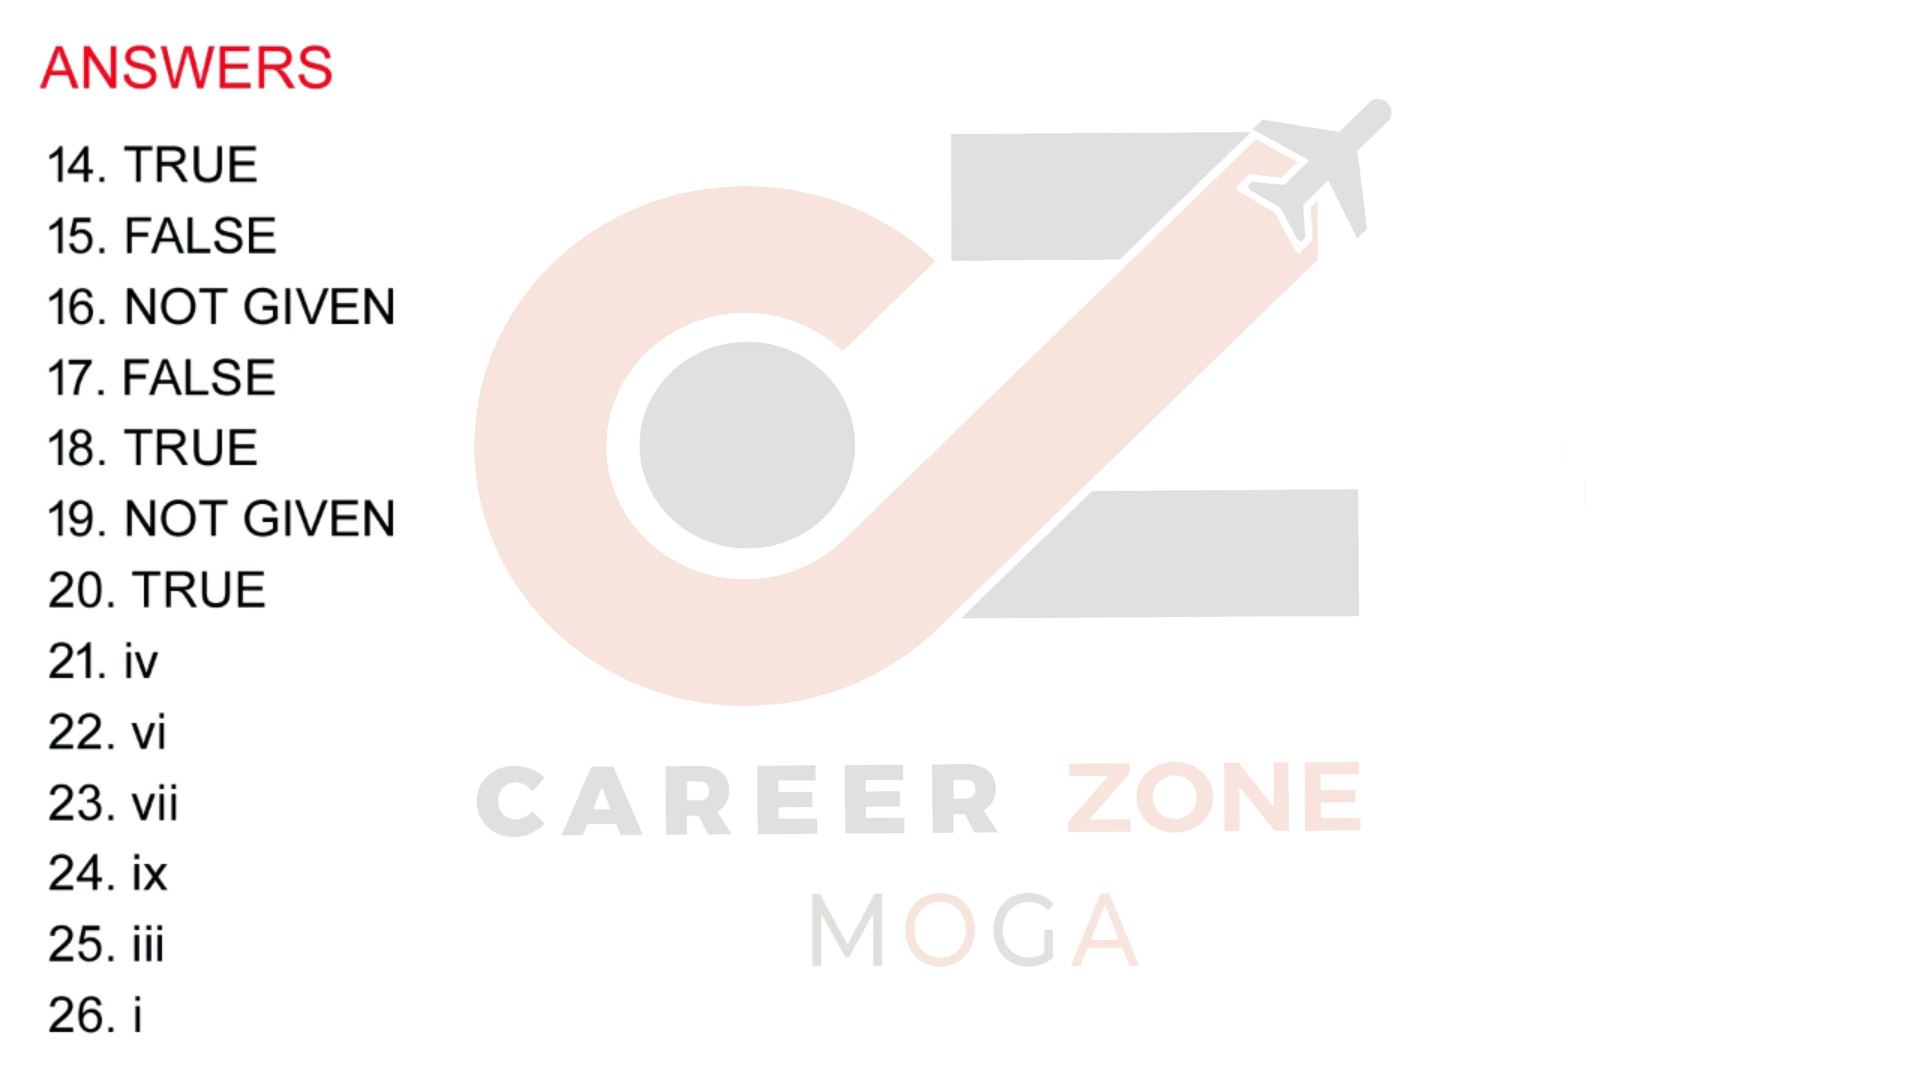 ANSWERS
14. TRUE
15. FALSE
16. NOT GIVEN
17. FALSE
18. TRUE
19. NOT GIVEN
20. TRUE
21. iv
22. vi
23. vii
24. ix
25. iii
26. i
CAREER ZONE
MOGA